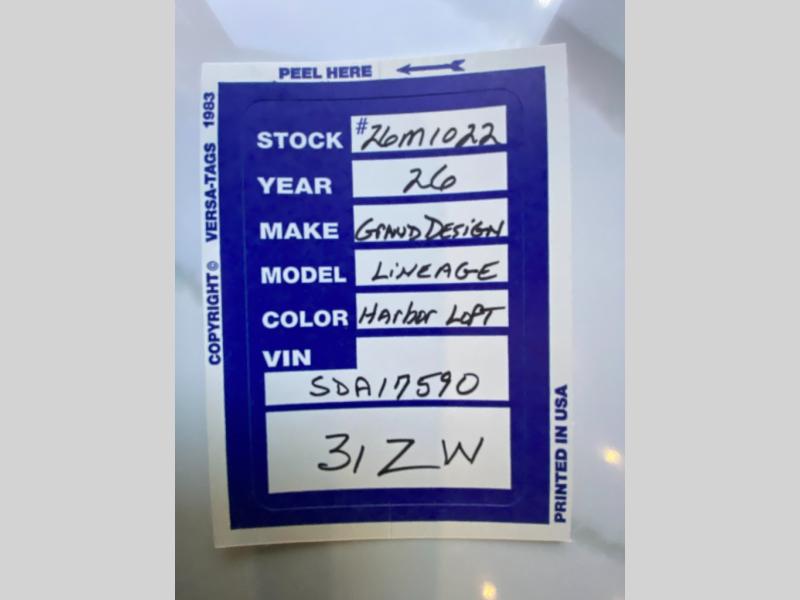 PEEL HERE
COPYRIGHT © VERSA-TAGS 1983
STOCK #26M1022
YEAR 26
MAKE GRAND DESIGN
MODEL LINEAGE
COLOR HArbor LOFT
VIN
SDA17590
31ZW
PRINTED IN USA